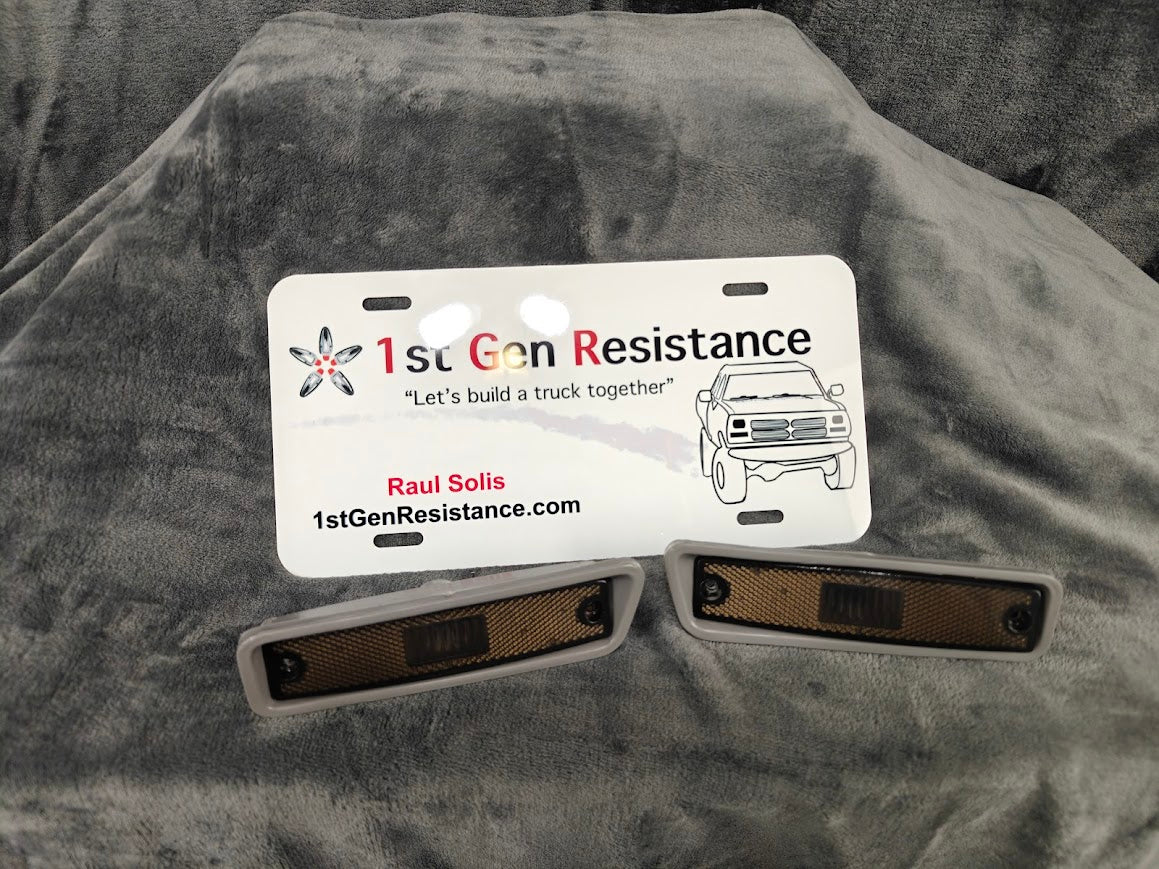 1st Gen Resistance
“Let’s build a truck together”
Raul Solis
1stGenResistance.com